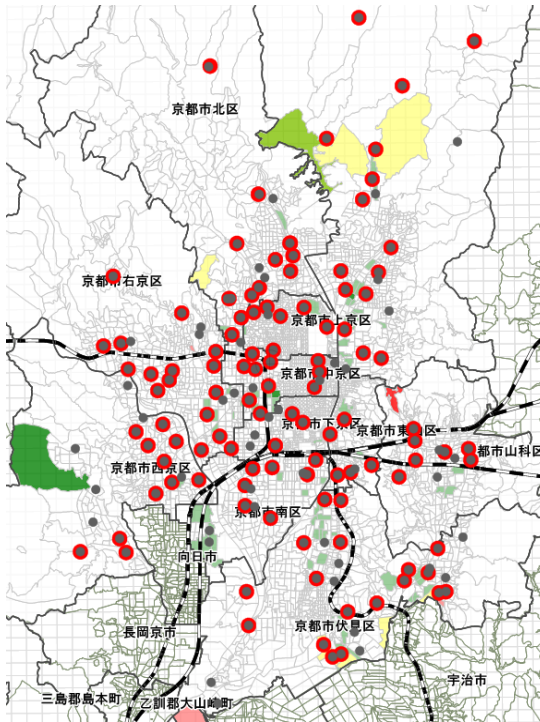 京都市北区
京都市右京区
京都市上京区
京都市中京区
京都市下京区
京都市東山区
京都市山科区
京都市西京区
京都市南区
向日市
京都市伏見区
長岡京市
宇治市
三島郡島本町
乙訓郡大山崎町